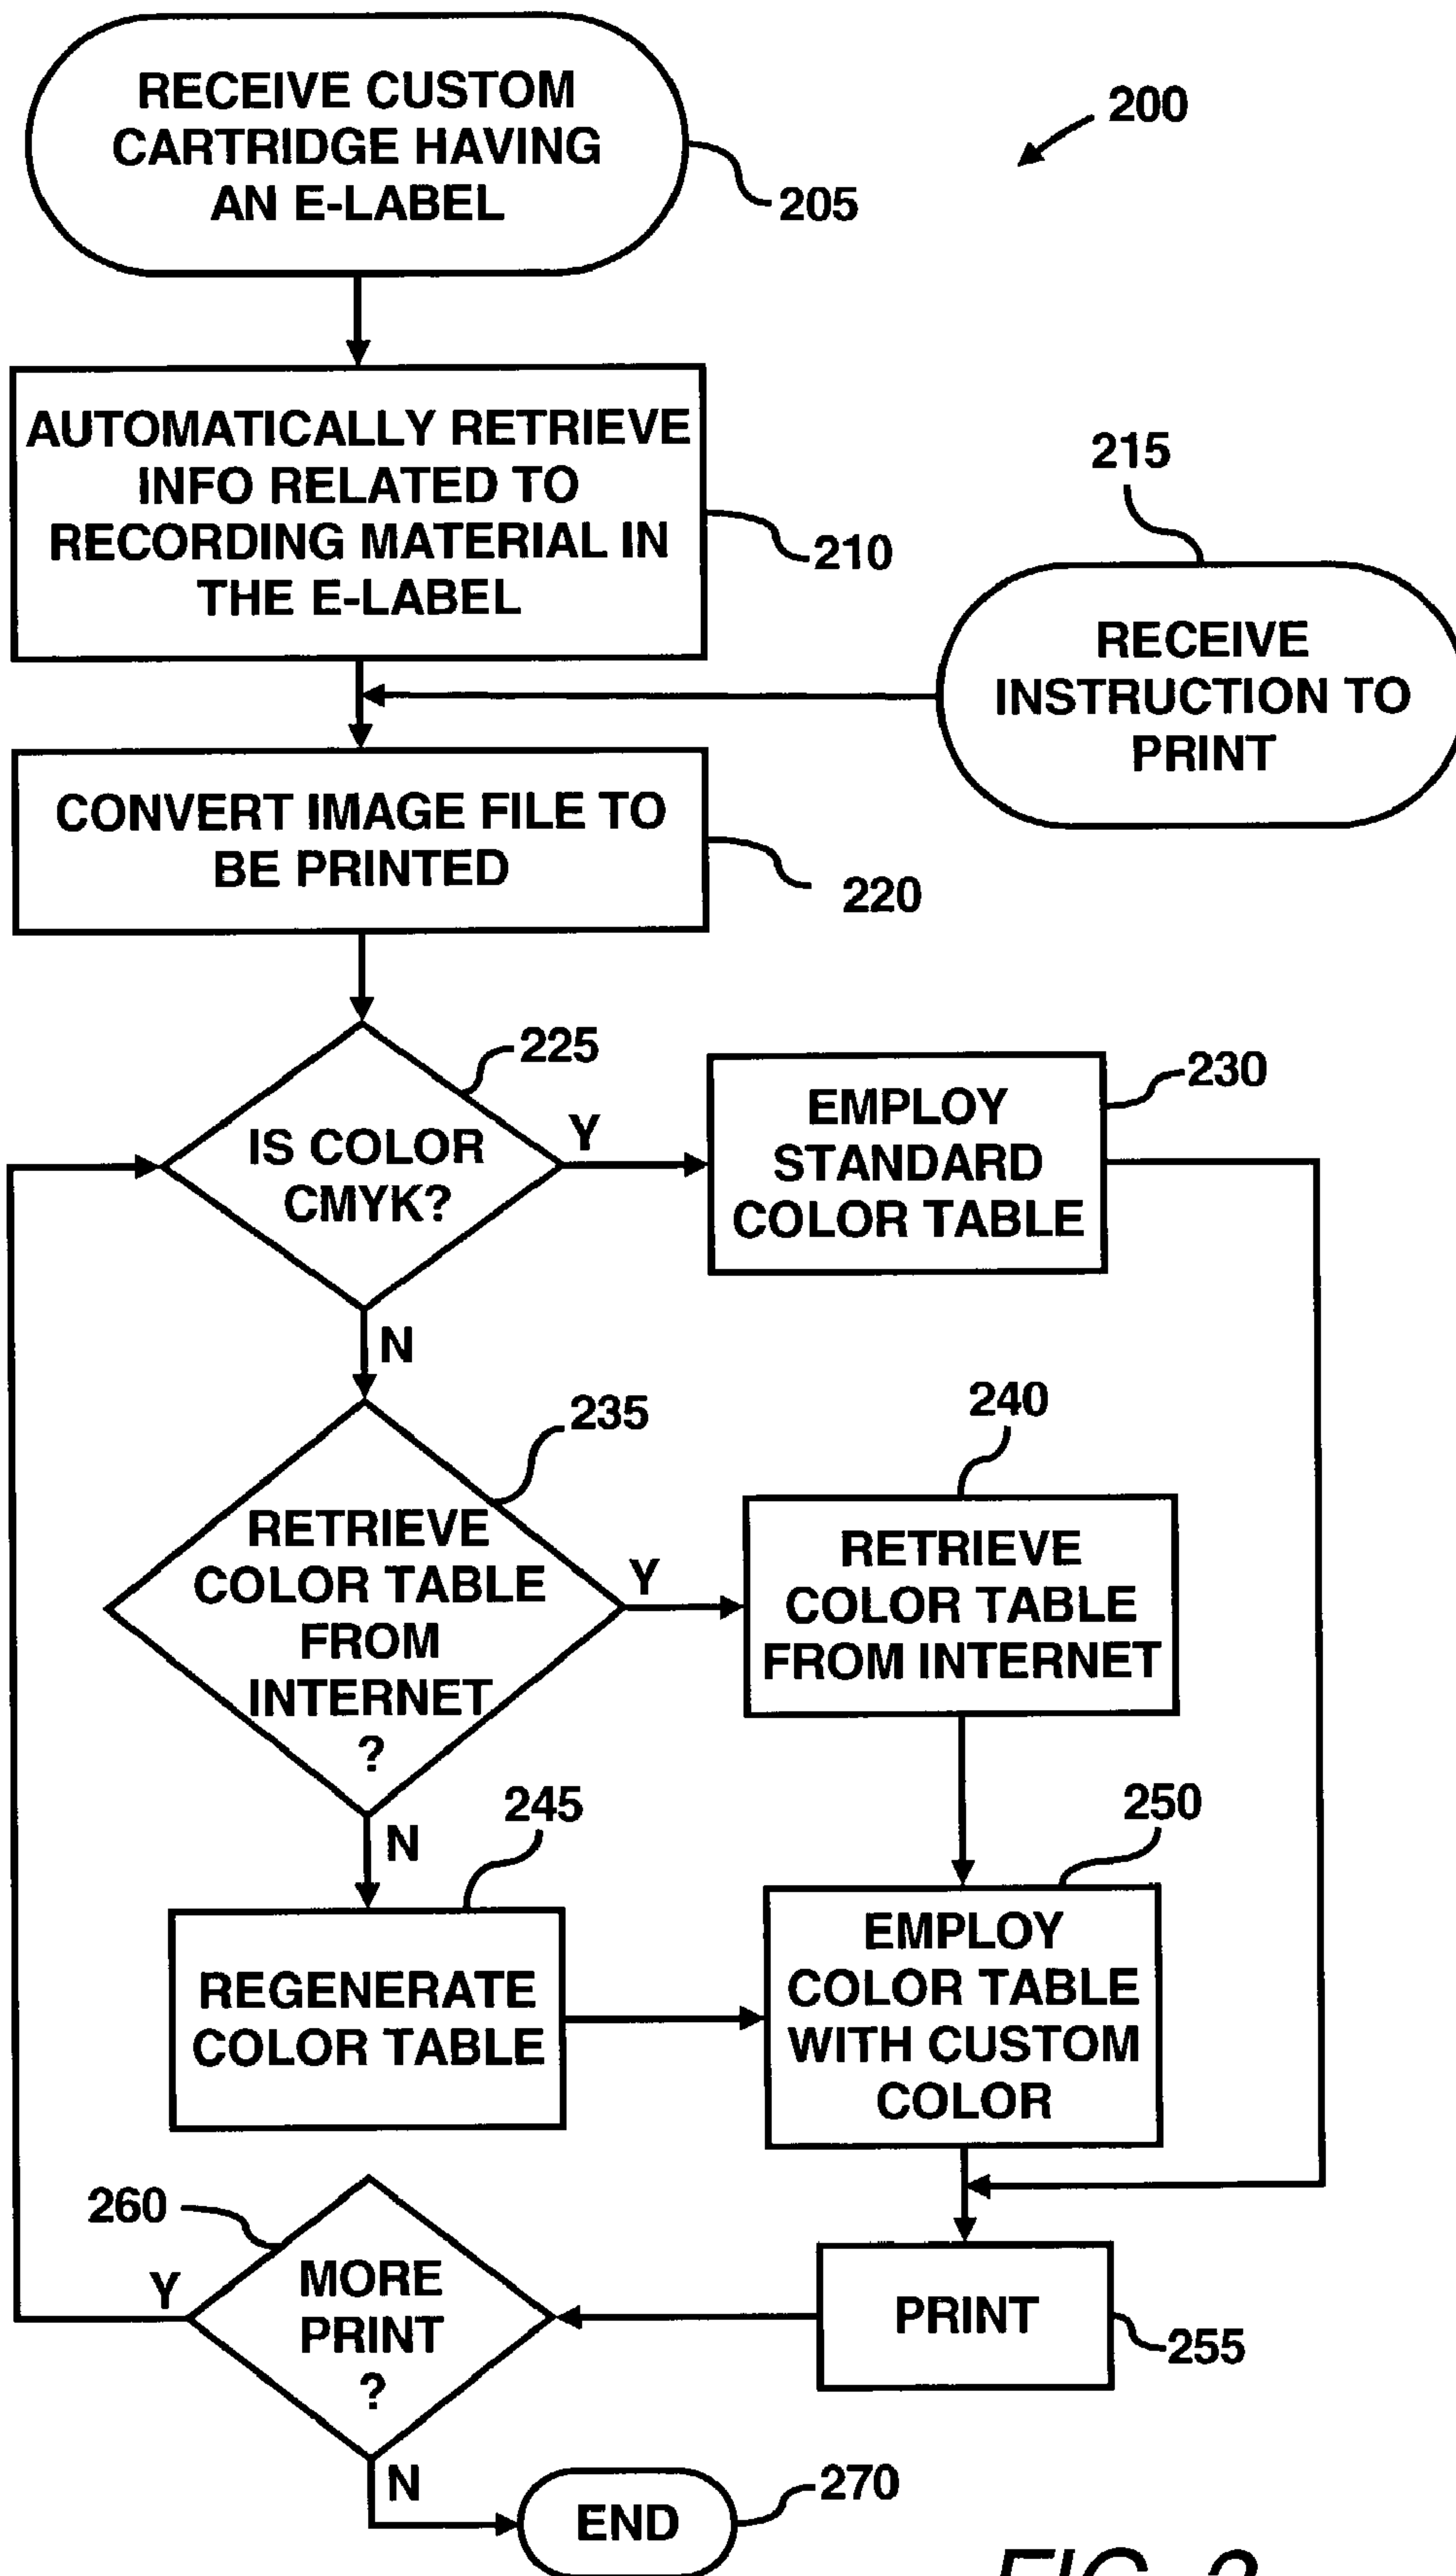 RECEIVE CUSTOM
CARTRIDGE HAVING
AN E-LABEL
200
205
AUTOMATICALLY RETRIEVE
INFO RELATED TO
RECORDING MATERIAL IN
THE E-LABEL
210
215
RECEIVE
INSTRUCTION TO
PRINT
CONVERT IMAGE FILE TO
BE PRINTED
220
225
IS COLOR
CMYK?
Y
230
EMPLOY
STANDARD
COLOR TABLE
N
235
RETRIEVE
COLOR TABLE
FROM
INTERNET
?
Y
240
RETRIEVE
COLOR TABLE
FROM INTERNET
N
245
REGENERATE
COLOR TABLE
250
EMPLOY
COLOR TABLE
WITH CUSTOM
COLOR
260
MORE
PRINT
?
Y
PRINT
255
N
END
270